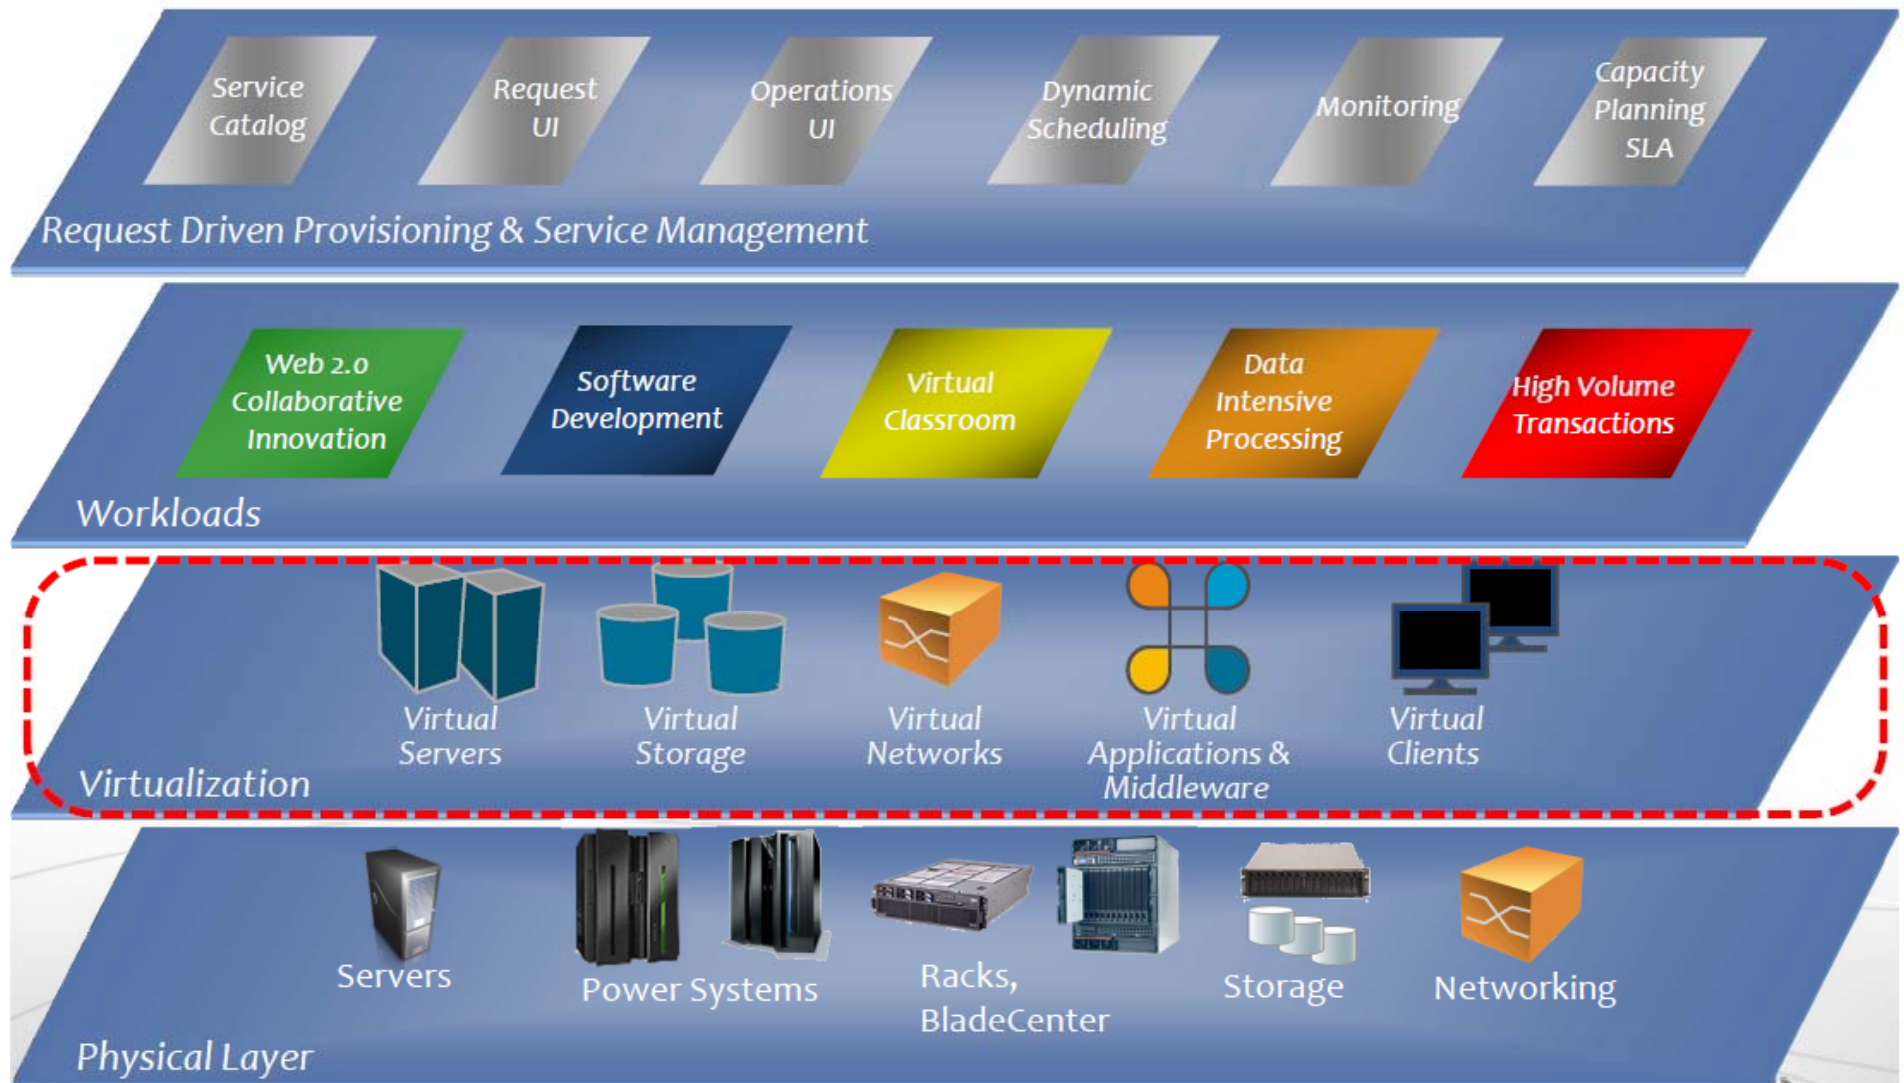 Service
Catalog
Request
UI
Operations
UI
Dynamic
Scheduling
Monitoring
Capacity
Planning
SLA
Request Driven Provisioning & Service Management
Web 2.0
Collaborative
Innovation
Software
Development
Virtual
Classroom
Data
Intensive
Processing
High Volume
Transactions
Workloads
Virtual
Servers
Virtual
Storage
Virtual
Networks
Virtual
Applications &
Middleware
Virtual
Clients
Virtualization
Servers
Power Systems
Racks,
BladeCenter
Storage
Networking
Physical Layer